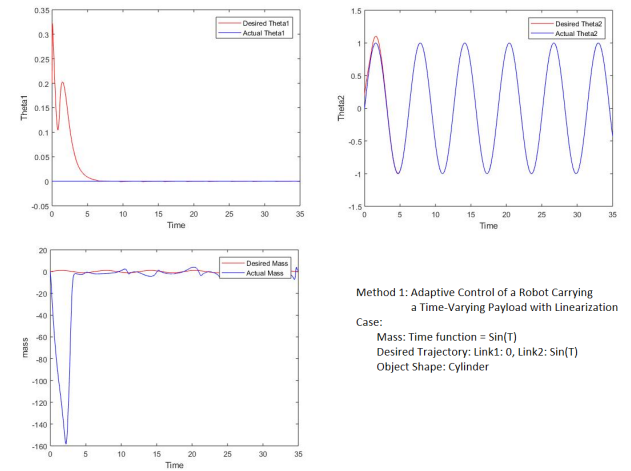 0.35
0.3
0.25
0.2
0.15
0.1
0.05
0
-0.05
Theta1
0 5 10 15 20 25 30 35
Time
Desired Theta1
Actual Theta1
1.5
1
0.5
0
-0.5
-1
-1.5
Theta2
0 5 10 15 20 25 30 35
Time
Desired Theta2
Actual Theta2
20
0
-20
-40
-60
-80
-100
-120
-140
-160
mass
0 5 10 15 20 25 30 35
Time
Desired Mass
Actual Mass
Method 1: Adaptive Control of a Robot Carrying
a Time-Varying Payload with Linearization
Case:
Mass: Time function = Sin(T)
Desired Trajectory: Link1: 0, Link2: Sin(T)
Object Shape: Cylinder